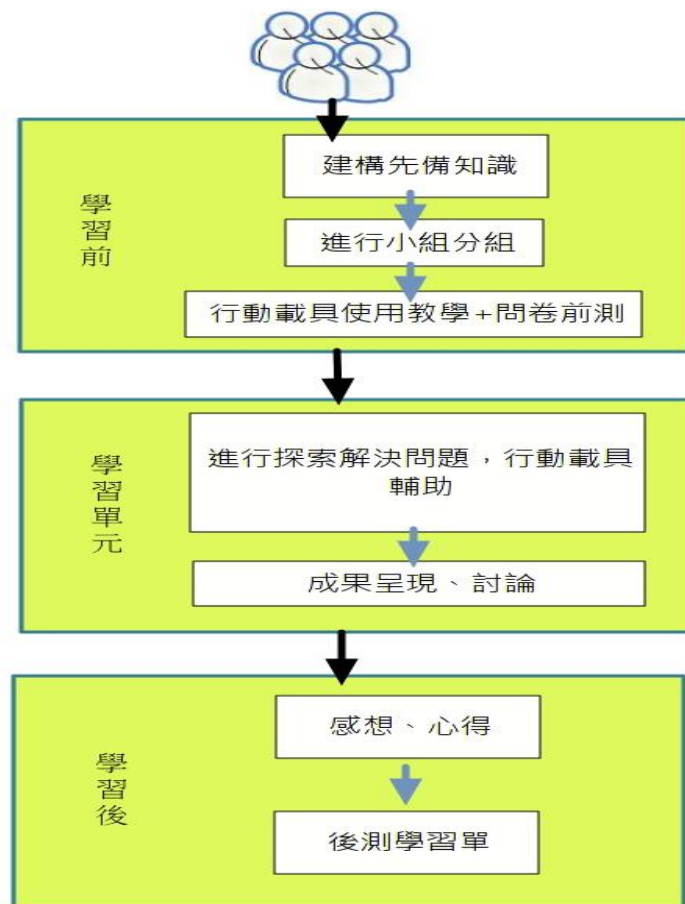 學習前
建構先備知識
進行小組分組
行動載具使用教學+問卷前測
學習單元
進行探索解決問題，行動載具
輔助
成果呈現、討論
學習後
感想、心得
後測學習單